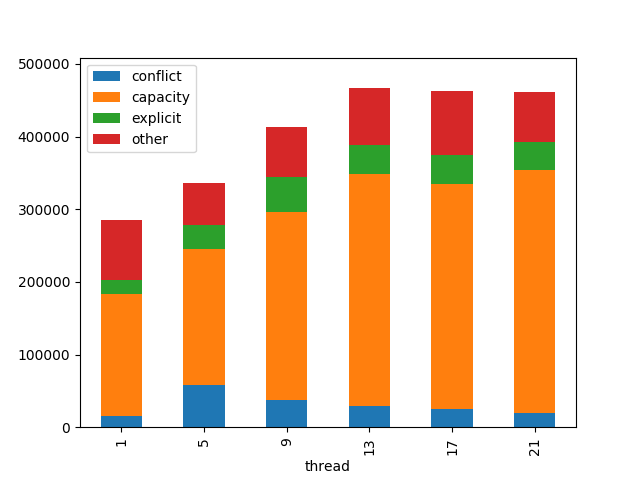 500000
400000
300000
200000
100000
0
conflict
capacity
explicit
other
1
5
9
13
17
21
thread